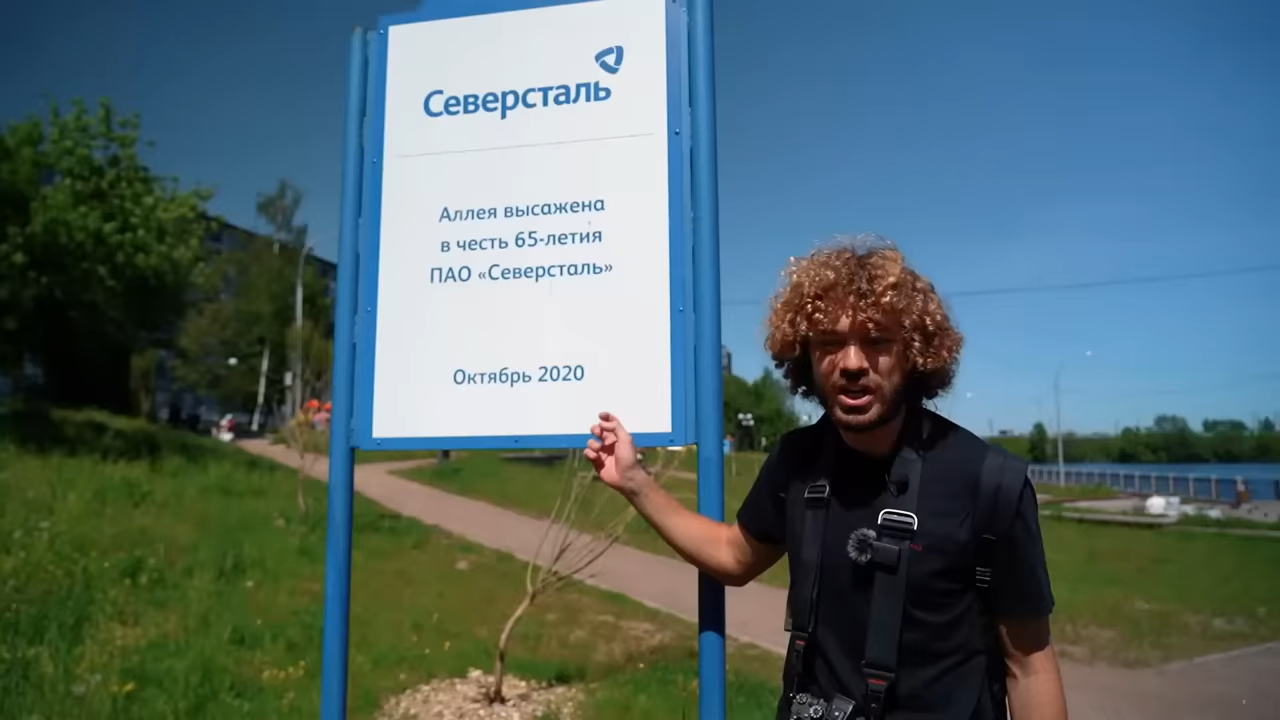 Северсталь
Аллея высажена
в честь 65-летия
ПАО «Северсталь»
Октябрь 2020